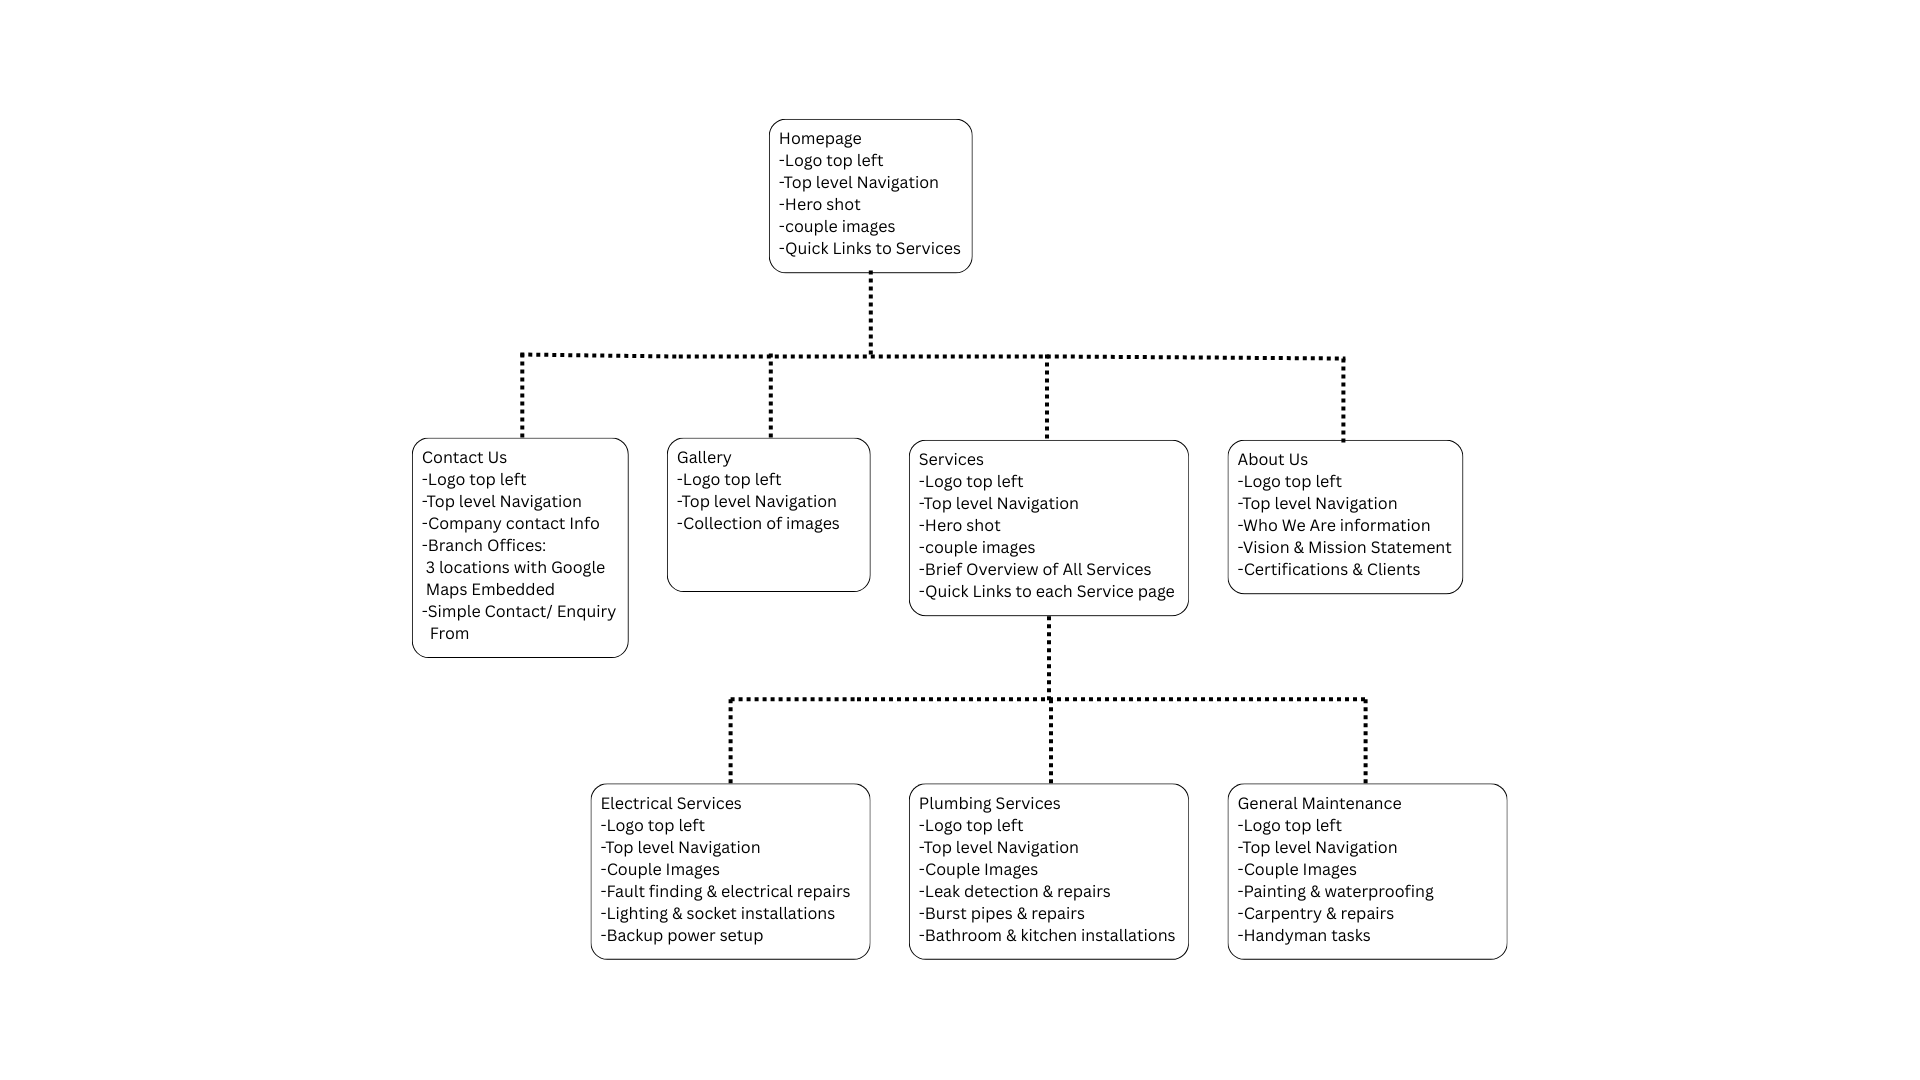 Homepage
-Logo top left
-Top level Navigation
-Hero shot
-couple images
-Quick Links to Services
Contact Us
-Logo top left
-Top level Navigation
-Company contact Info
-Branch Offices:
3 locations with Google
Maps Embedded
-Simple Contact/ Enquiry
From
Gallery
-Logo top left
-Top level Navigation
-Collection of images
Services
-Logo top left
-Top level Navigation
-Hero shot
-couple images
-Brief Overview of All Services
-Quick Links to each Service page
About Us
-Logo top left
-Top level Navigation
-Who We Are information
-Vision & Mission Statement
-Certifications & Clients
Electrical Services
-Logo top left
-Top level Navigation
-Couple Images
-Fault finding & electrical repairs
-Lighting & socket installations
-Backup power setup
Plumbing Services
-Logo top left
-Top level Navigation
-Couple Images
-Leak detection & repairs
-Burst pipes & repairs
-Bathroom & kitchen installations
General Maintenance
-Logo top left
-Top level Navigation
-Couple Images
-Painting & waterproofing
-Carpentry & repairs
-Handyman tasks